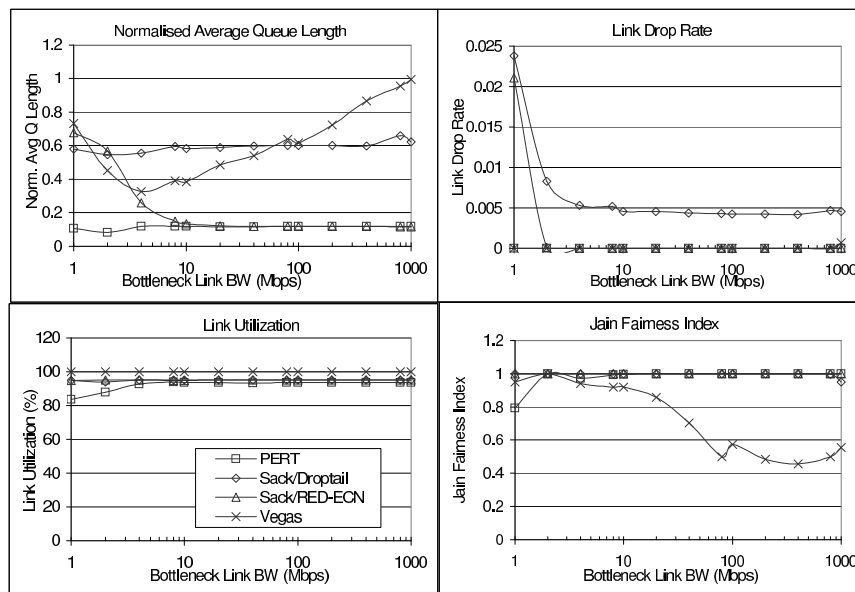 Normalised Average Queue Length
Norm. Avg Q Length
1.2
1
0.8
0.6
0.4
0.2
0
1
10
100
1000
Bottleneck Link BW (Mbps)
Link Drop Rate
Link Drop Rate
0.025
0.02
0.015
0.01
0.005
0
1
10
100
1000
Bottleneck Link BW (Mbps)
Link Utilization
Link Utilization (%)
120
100
80
60
40
20
0
PERT
Sack/Droptail
Sack/RED-ECN
Vegas
1
10
100
1000
Bottleneck Link BW (Mbps)
Jain Fairness Index
Jain Fairness Index
1.2
1
0.8
0.6
0.4
0.2
0
1
10
100
1000
Bottleneck Link BW (Mbps)